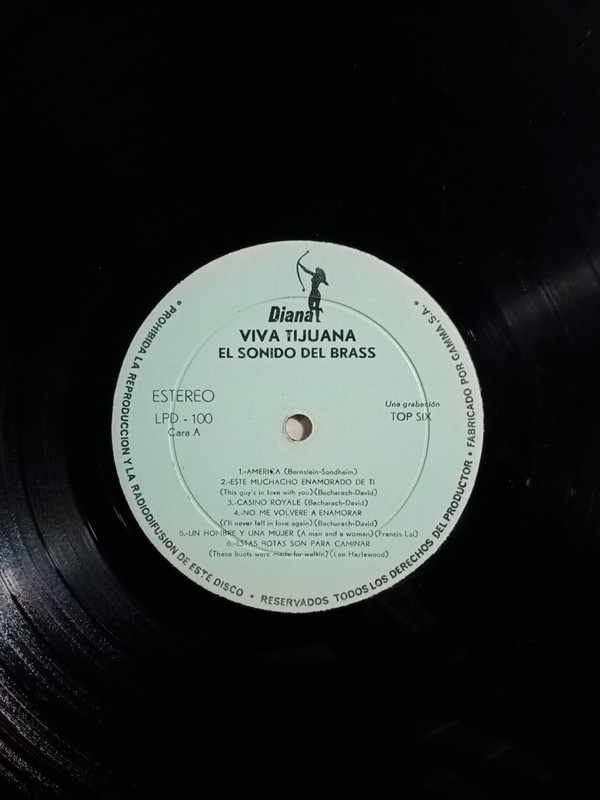 Diana
VIVA TIJUANA
EL SONIDO DEL BRASS
ESTEREO
LPD - 100
Cara A
Una grabación
TOP SIX
1.-AMERICA (Bernstein-Sondheim)
2.-ESTE MUCHACHO ENAMORADO DE TI
(This guy's in love with you) (Bacharach-David)
3.-CASINO ROYALE (Bacharach-David)
4.-NO ME VOLVERE A ENAMORAR
(I'll never fall in love again) (Bacharach-David)
5.-UN HOMBRE Y UNA MUJER (A man and a woman) (Francis Lai)
6.-ESTAS BOTAS SON PARA CAMINAR
(These boots were made for walkin) (Lee Hazlewood)
• PROHIBIDA LA REPRODUCCION Y LA RADIODIFUSION DE ESTE DISCO • RESERVADOS TODOS LOS DERECHOS DEL PRODUCTOR • FABRICADO POR GAMMA, S.A. •